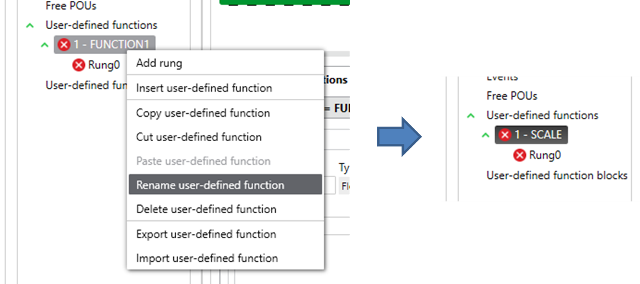 Free POUs
User-defined functions
1 - FUNCTION1
Rung0
User-defined fu
Add rung
Insert user-defined function
Copy user-defined function
Cut user-defined function
Paste user-defined function
Rename user-defined function
Delete user-defined function
Export user-defined function
Import user-defined function
ions
= FUN
Ty
Flo
Events
Free POUs
User-defined functions
1 - SCALE
Rung0
User-defined function blocks